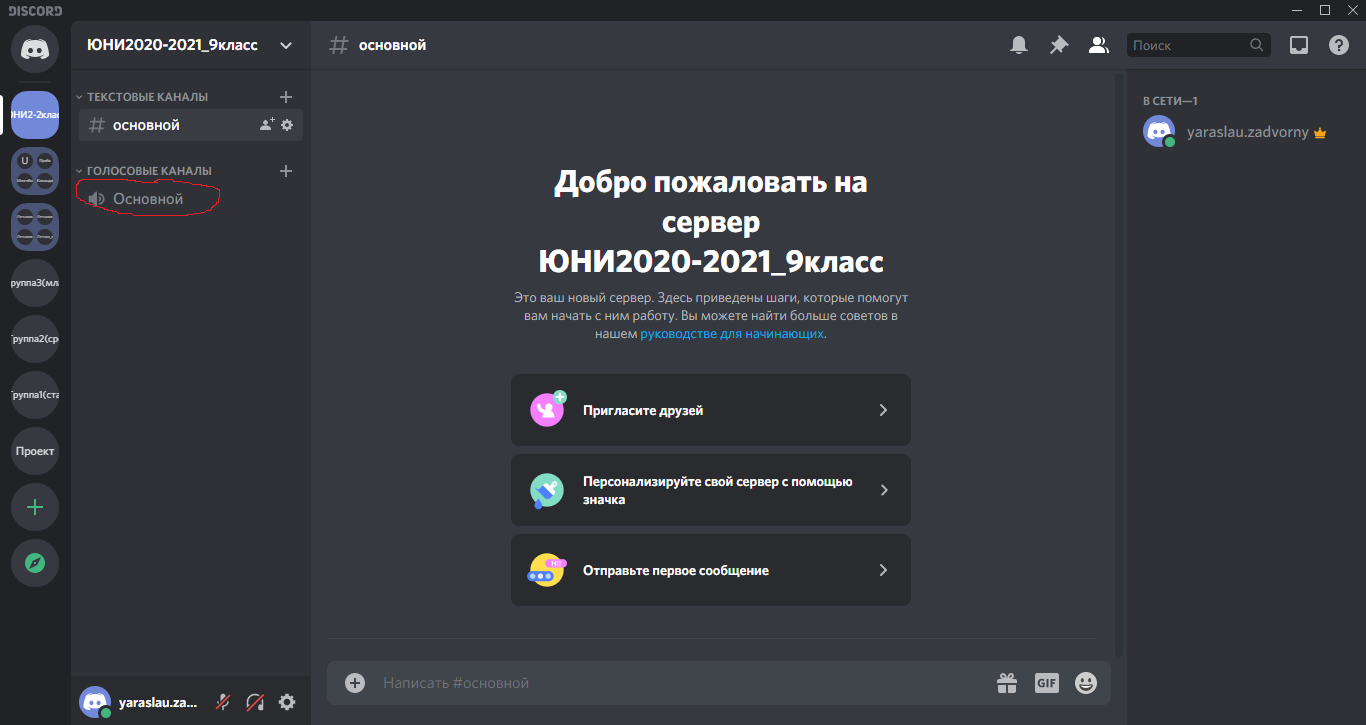 DISCORD
ЮНИ2020-2021_9класс
основной
Поиск
ТЕКСТОВЫЕ КАНАЛЫ
основной
ГОЛОСОВЫЕ КАНАЛЫ
Основной
Группа1(ста
Проект
Добро пожаловать на
сервер
ЮНИ2020-2021_9класс
Это ваш новый сервер. Здесь приведены шаги, которые помогут
вам начать с ним работу. Вы можете найти больше советов в
нашем руководстве для начинающих.
Пригласите друзей
Персонализируйте свой сервер с помощью
значка
Отправьте первое сообщение
Написать #основной
GIF
В СЕТИ—1
yaraslau.zadvorny
yaraslau.za...